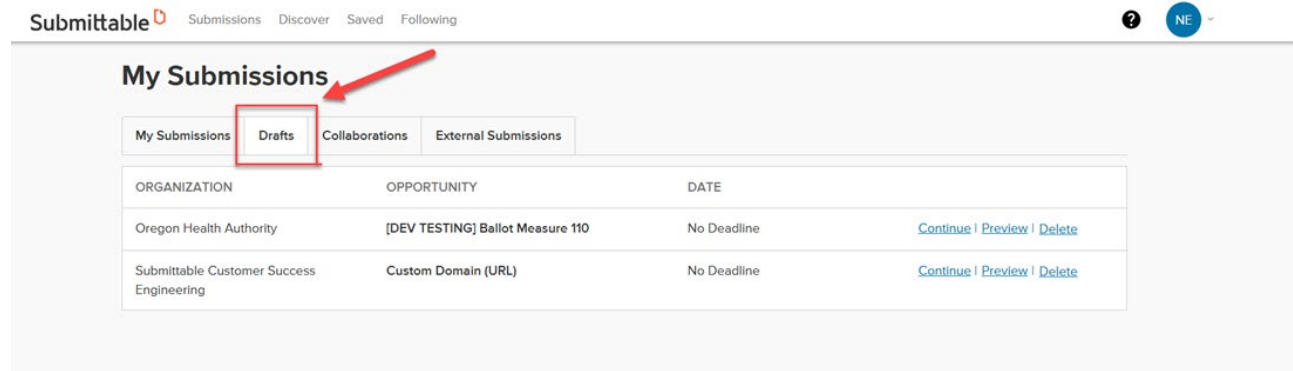 Submittable Submissions Discover Saved Following ? NE
My Submissions
My Submissions Drafts Collaborations External Submissions
ORGANIZATION OPPORTUNITY DATE
Oregon Health Authority [DEV TESTING] Ballot Measure 110 No Deadline Continue | Preview | Delete
Submittable Customer Success Custom Domain (URL) No Deadline Continue | Preview | Delete
Engineering